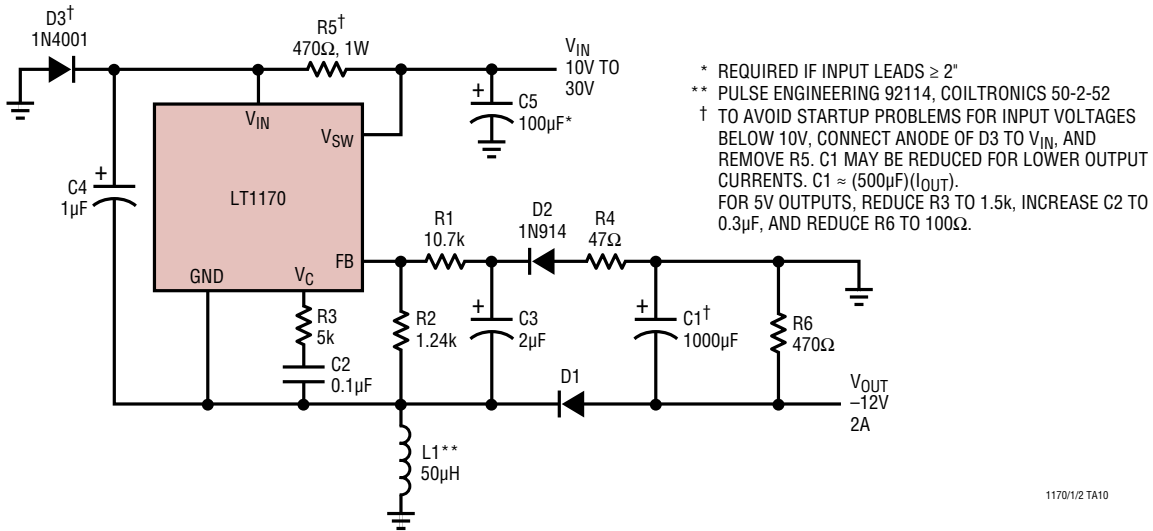 D3†
1N4001
R5†
470Ω, 1W
VIN
10V TO
30V
+
C5
100µF*
VIN
VSW
LT1170
GND
VC
FB
C4
1µF
+
R1
10.7k
D2
1N914
R4
47Ω
R3
5k
C2
0.1µF
R2
1.24k
+
C3
2µF
+
C1†
1000µF
R6
470Ω
D1
VOUT
–12V
2A
L1**
50µH
* REQUIRED IF INPUT LEADS ≥ 2"
** PULSE ENGINEERING 92114, COILTRONICS 50-2-52
† TO AVOID STARTUP PROBLEMS FOR INPUT VOLTAGES
BELOW 10V, CONNECT ANODE OF D3 TO VIN, AND
REMOVE R5. C1 MAY BE REDUCED FOR LOWER OUTPUT
CURRENTS. C1 ≈ (500µF)(IOUT).
FOR 5V OUTPUTS, REDUCE R3 TO 1.5k, INCREASE C2 TO
0.3µF, AND REDUCE R6 TO 100Ω.
1170/1/2 TA10